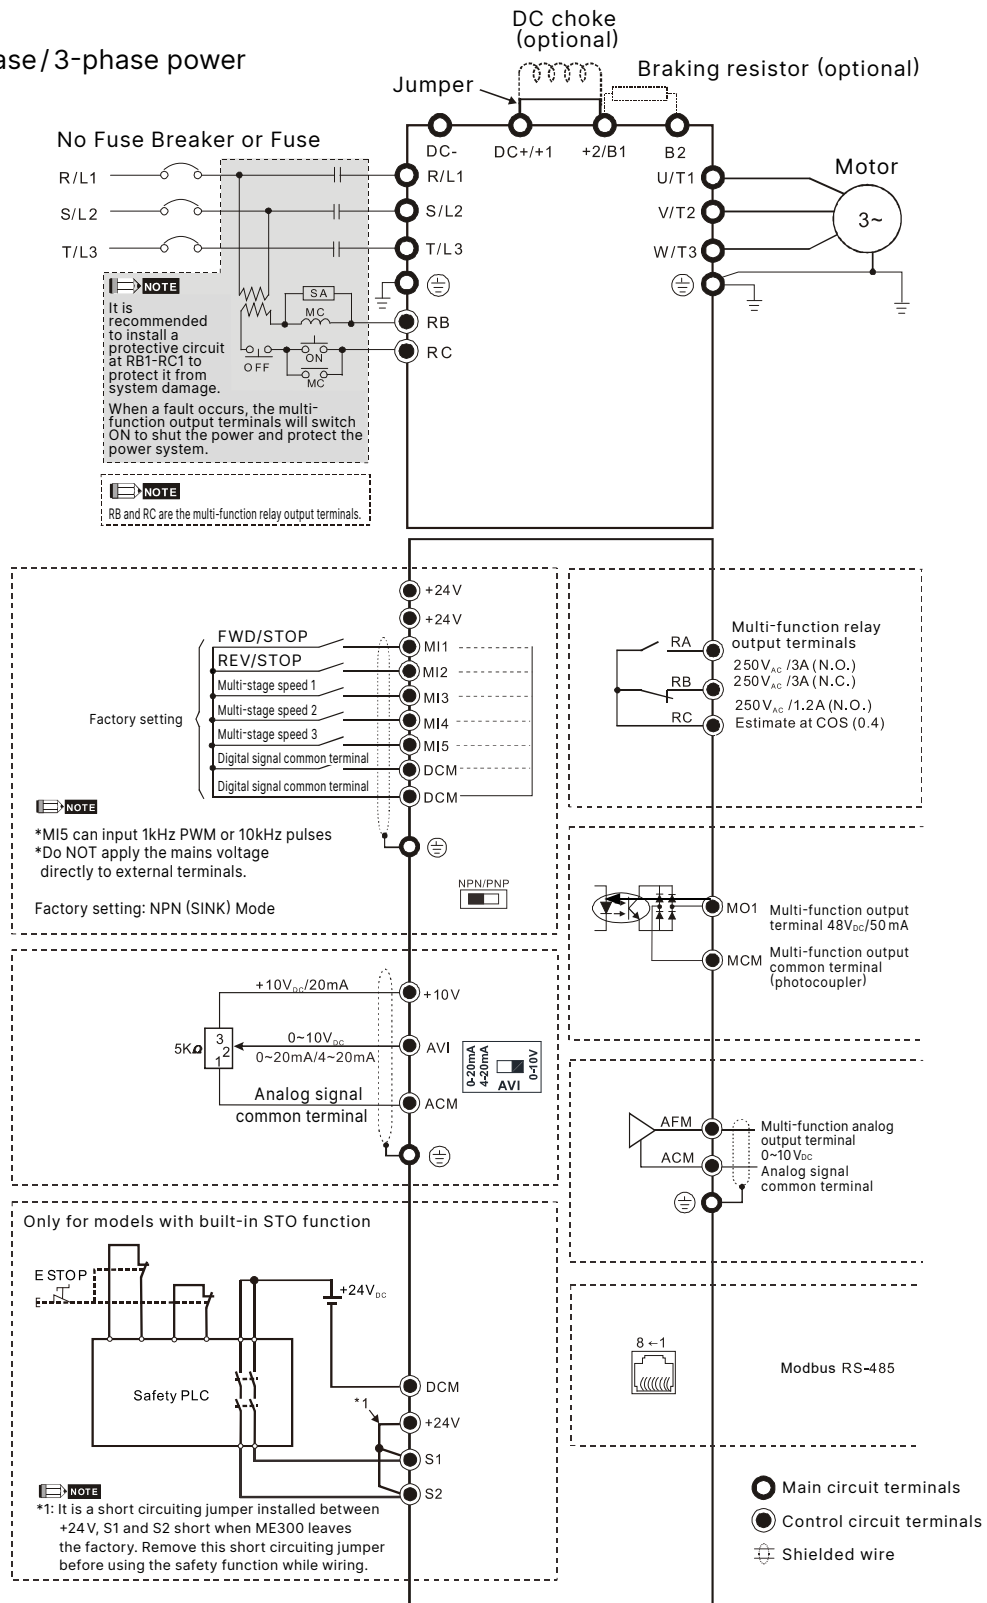 ase/3-phase power
DC choke
(optional)
Jumper
Braking resistor (optional)
No Fuse Breaker or Fuse
DC-
DC+/+1
+2/B1
B2
Motor
R/L1
R/L1
U/T1
S/L2
S/L2
V/T2
3~
T/L3
T/L3
W/T3
NOTE
It is
recommended
to install a
protective circuit
at RB1-RC1 to
protect it from
system damage.
When a fault occurs, the multi-
function output terminals will switch
ON to shut the power and protect the
power system.
SA
MC
RB
OFF
ON
RC
MC
NOTE
RB and RC are the multi-function relay output terminals.
+24V
+24V
FWD/STOP
MI1
REV/STOP
MI2
Multi-stage speed 1
MI3
Multi-stage speed 2
MI4
Factory setting
Multi-stage speed 3
MI5
Digital signal common terminal
DCM
Digital signal common terminal
DCM
NOTE
*MI5 can input 1kHz PWM or 10kHz pulses
*Do NOT apply the mains voltage
directly to external terminals.
NPN/PNP
Factory setting: NPN (SINK) Mode
RA
RB
RC
Multi-function relay
output terminals
250VAC /3A (N.O.)
250VAC /3A (N.C.)
250VAC /1.2A (N.O.)
Estimate at COS (0.4)
MO1
Multi-function output
terminal 48VDC/50mA
MCM
Multi-function output
common terminal
(photocoupler)
+10VDC/20mA
+10V
5KΩ
3
2
1
0~10VDC
0~20mA/4~20mA
AVI
0-20mA
4-20mA
0-10V
AVI
Analog signal
common terminal
ACM
AFM
Multi-function analog
output terminal
0~10VDC
ACM
Analog signal
common terminal
Only for models with built-in STO function
E STOP
+24VDC
Safety PLC
DCM
*1
+24V
S1
S2
NOTE
*1: It is a short circuiting jumper installed between
+24V, S1 and S2 short when ME300 leaves
the factory. Remove this short circuiting jumper
before using the safety function while wiring.
8←1
Modbus RS-485
Main circuit terminals
Control circuit terminals
Shielded wire